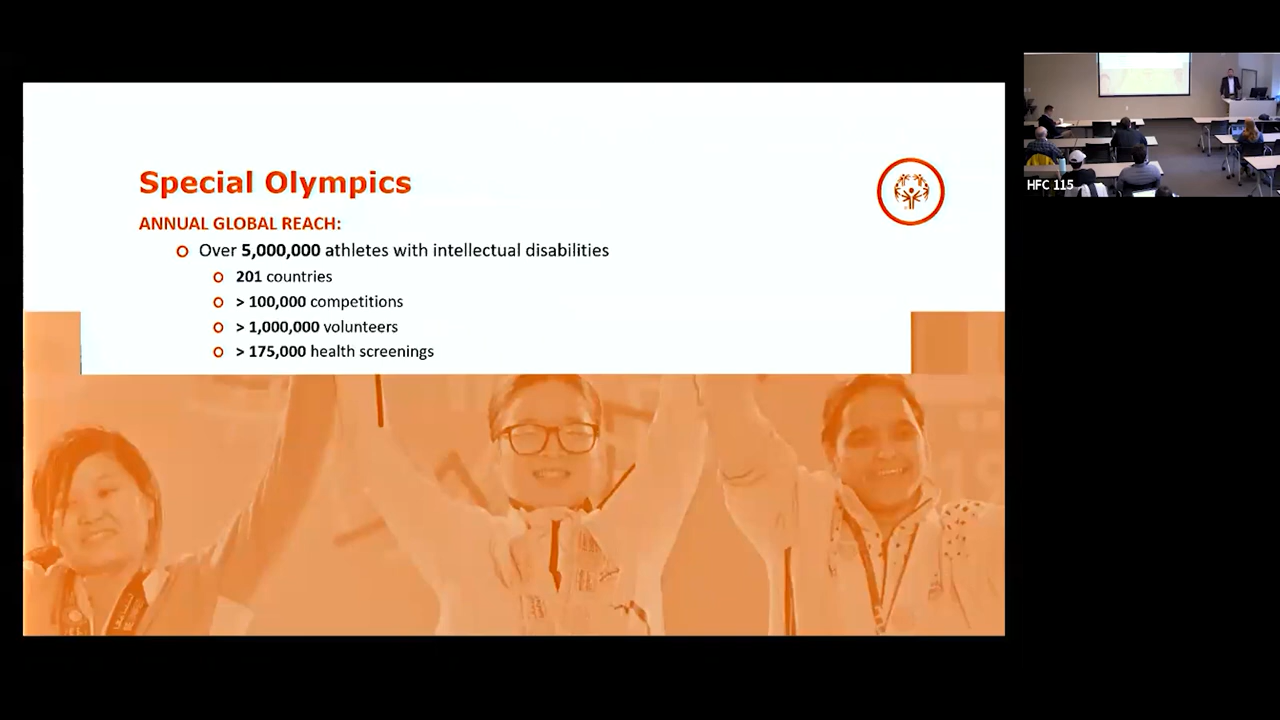 Special Olympics
ANNUAL GLOBAL REACH:
Over 5,000,000 athletes with intellectual disabilities
201 countries
> 100,000 competitions
> 1,000,000 volunteers
> 175,000 health screenings
HFC 115